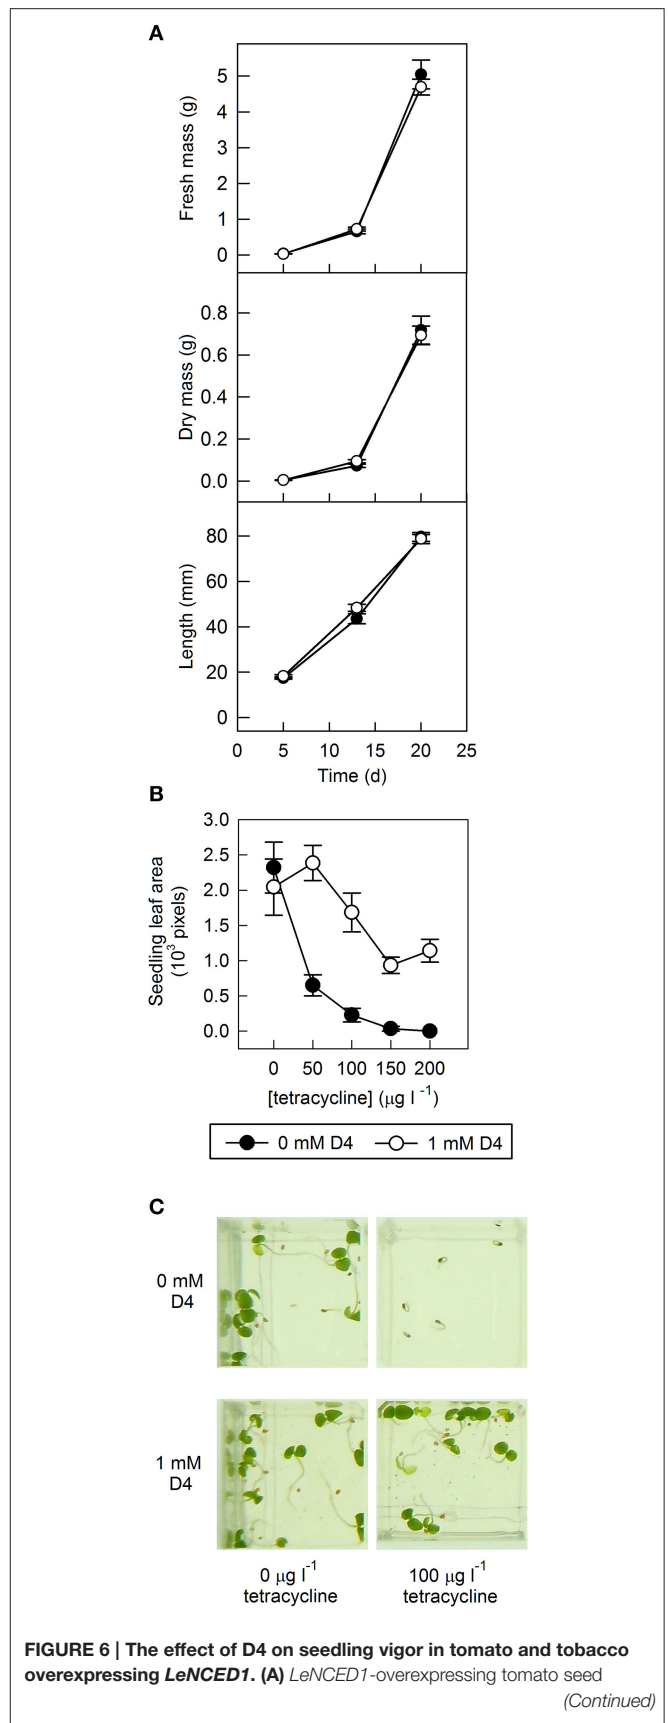 A
Fresh mass (g)
5
4
3
2
1
0
Dry mass (g)
0.8
0.6
0.4
0.2
0.0
Length (mm)
80
60
40
20
0
0 5 10 15 20 25
Time (d)
B
Seedling leaf area
(10³ pixels)
3.0
2.5
2.0
1.5
1.0
0.5
0.0
0 50 100 150 200
[tetracycline] (μg l⁻¹)
0 mM D4 1 mM D4
C
0 mM
D4
1 mM
D4
0 μg l⁻¹ 100 μg l⁻¹
tetracycline tetracycline
FIGURE 6 | The effect of D4 on seedling vigor in tomato and tobacco
overexpressing LeNCED1. (A) LeNCED1-overexpressing tomato seed
(Continued)